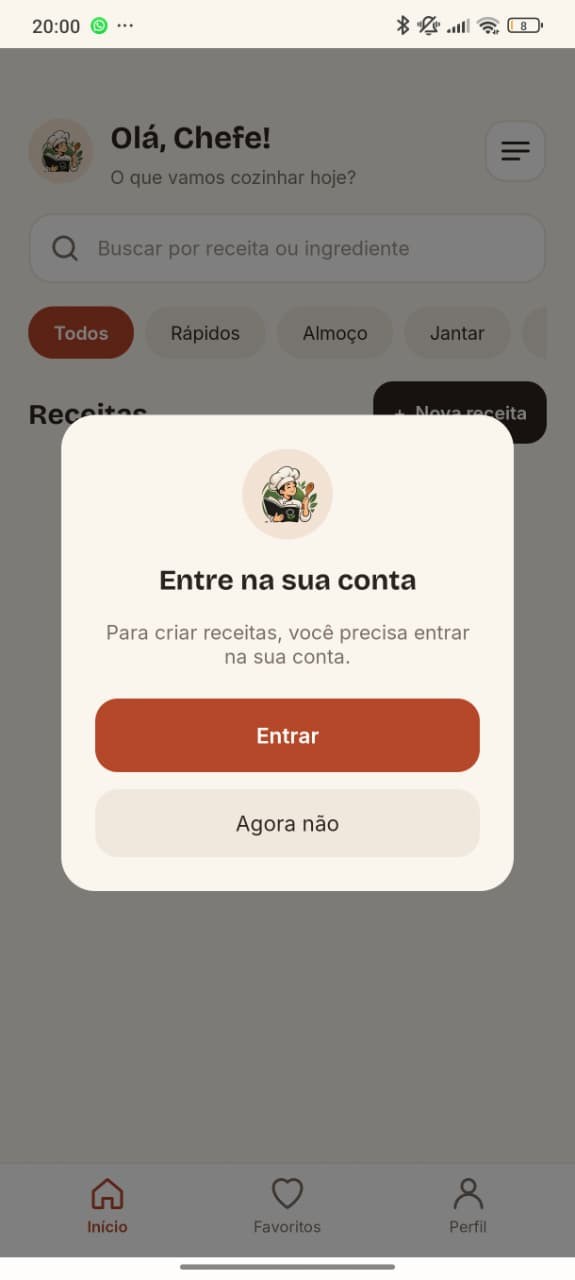 20:00
8
Olá, Chefe!
O que vamos cozinhar hoje?
Buscar por receita ou ingrediente
Todos
Rápidos
Almoço
Jantar
Receitas
+ Nova receita
Entre na sua conta
Para criar receitas, você precisa entrar
na sua conta.
Entrar
Agora não
Início
Favoritos
Perfil